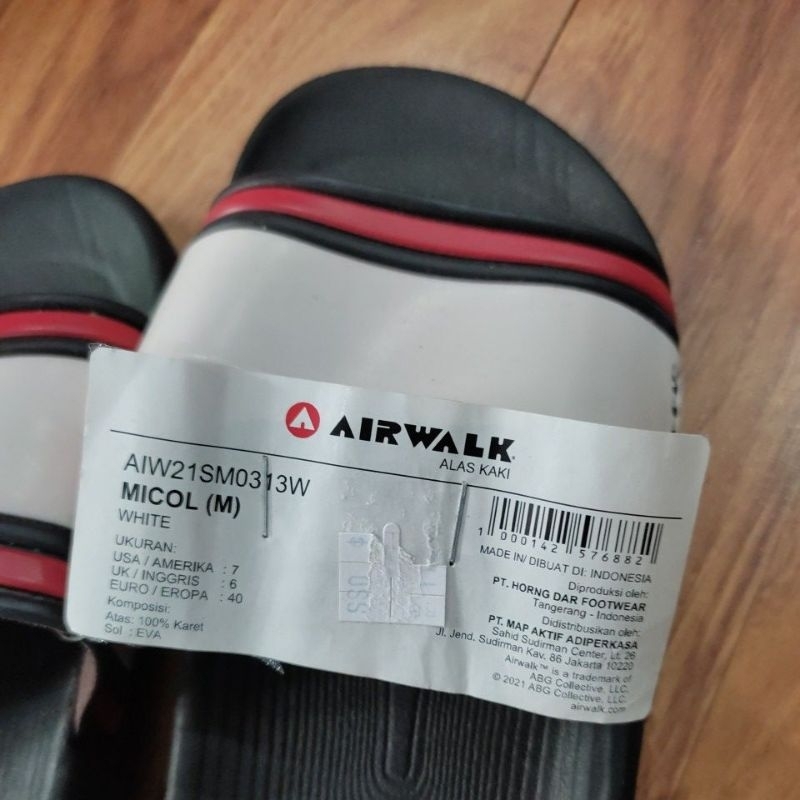 AIRWALK
ALAS KAKI
AIW21SM0313W
MICOL (M)
WHITE
UKURAN:
USA / AMERIKA : 7
UK / INGGRIS : 6
EURO / EROPA : 40
Komposisi:
Atas: 100% Karet
Sol : EVA
1 000142 576882
MADE IN/ DIBUAT DI: INDONESIA
Diproduksi oleh:
PT. HORNG DAR FOOTWEAR
Tangerang - Indonesia
Didistribusikan oleh:
PT. MAP AKTIF ADIPERKASA
Sahid Sudirman Center, Lt. 26
Jl. Jend. Sudirman Kav. 86 Jakarta 10220
Airwalk™ is a trademark of
ABG Collective, LLC.
© 2021 ABG Collective, LLC.
airwalk.com